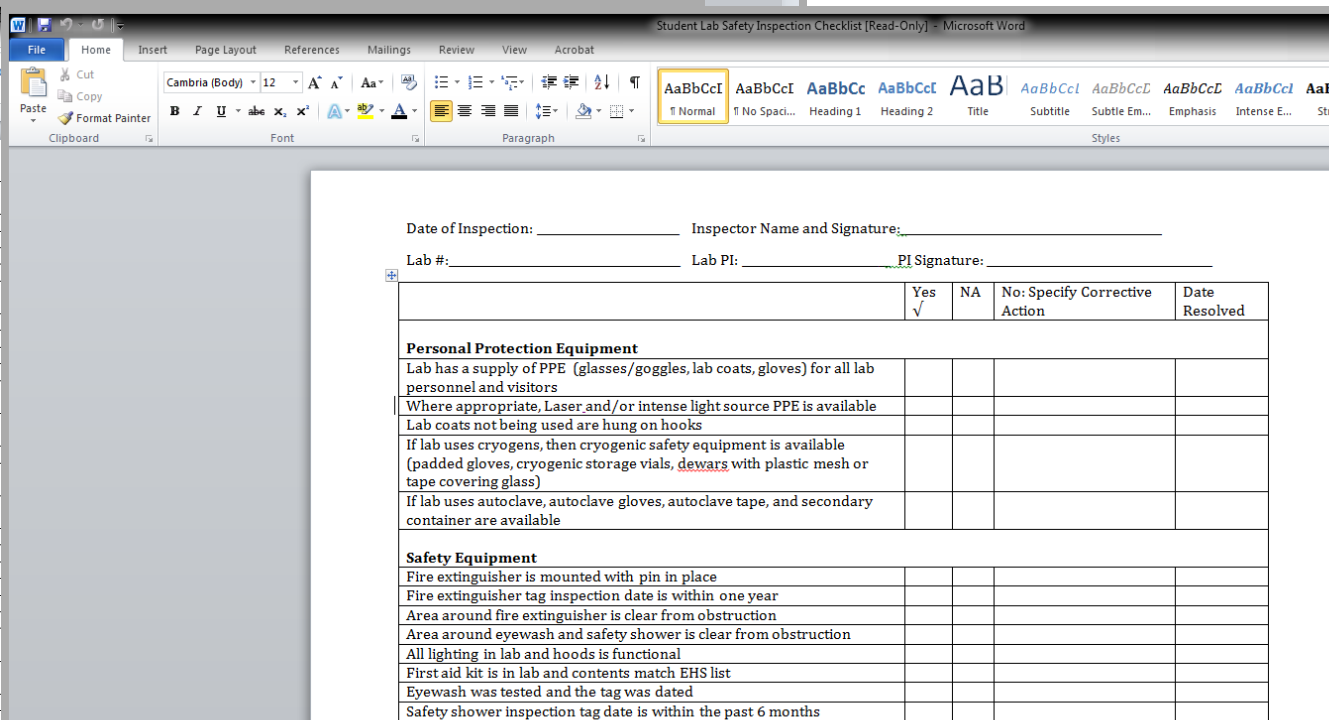 Student Lab Safety Inspection Checklist [Read-Only] - Microsoft Word
File Home Insert Page Layout References Mailings Review View Acrobat
Paste
Cut
Copy
Format Painter
Clipboard
Cambria (Body) 12
Font
Paragraph
AaBbCcI AaBbCcI AaBbCc AaBbCcI AaB AaBbCcI AaBbCcI AaBbCcI AaBbCcI AaB
¶ Normal ¶ No Spaci... Heading 1 Heading 2 Title Subtitle Subtle Em... Emphasis Intense E... St
Styles
Date of Inspection: ____________________ Inspector Name and Signature:____________________________________
Lab #:________________________________ Lab PI: _____________________PI Signature: _______________________________
Yes
√
NA
No: Specify Corrective
Action
Date
Resolved
Personal Protection Equipment
Lab has a supply of PPE (glasses/goggles, lab coats, gloves) for all lab
personnel and visitors
Where appropriate, Laser and/or intense light source PPE is available
Lab coats not being used are hung on hooks
If lab uses cryogens, then cryogenic safety equipment is available
(padded gloves, cryogenic storage vials, dewars with plastic mesh or
tape covering glass)
If lab uses autoclave, autoclave gloves, autoclave tape, and secondary
container are available
Safety Equipment
Fire extinguisher is mounted with pin in place
Fire extinguisher tag inspection date is within one year
Area around fire extinguisher is clear from obstruction
Area around eyewash and safety shower is clear from obstruction
All lighting in lab and hoods is functional
First aid kit is in lab and contents match EHS list
Eyewash was tested and the tag was dated
Safety shower inspection tag date is within the past 6 months